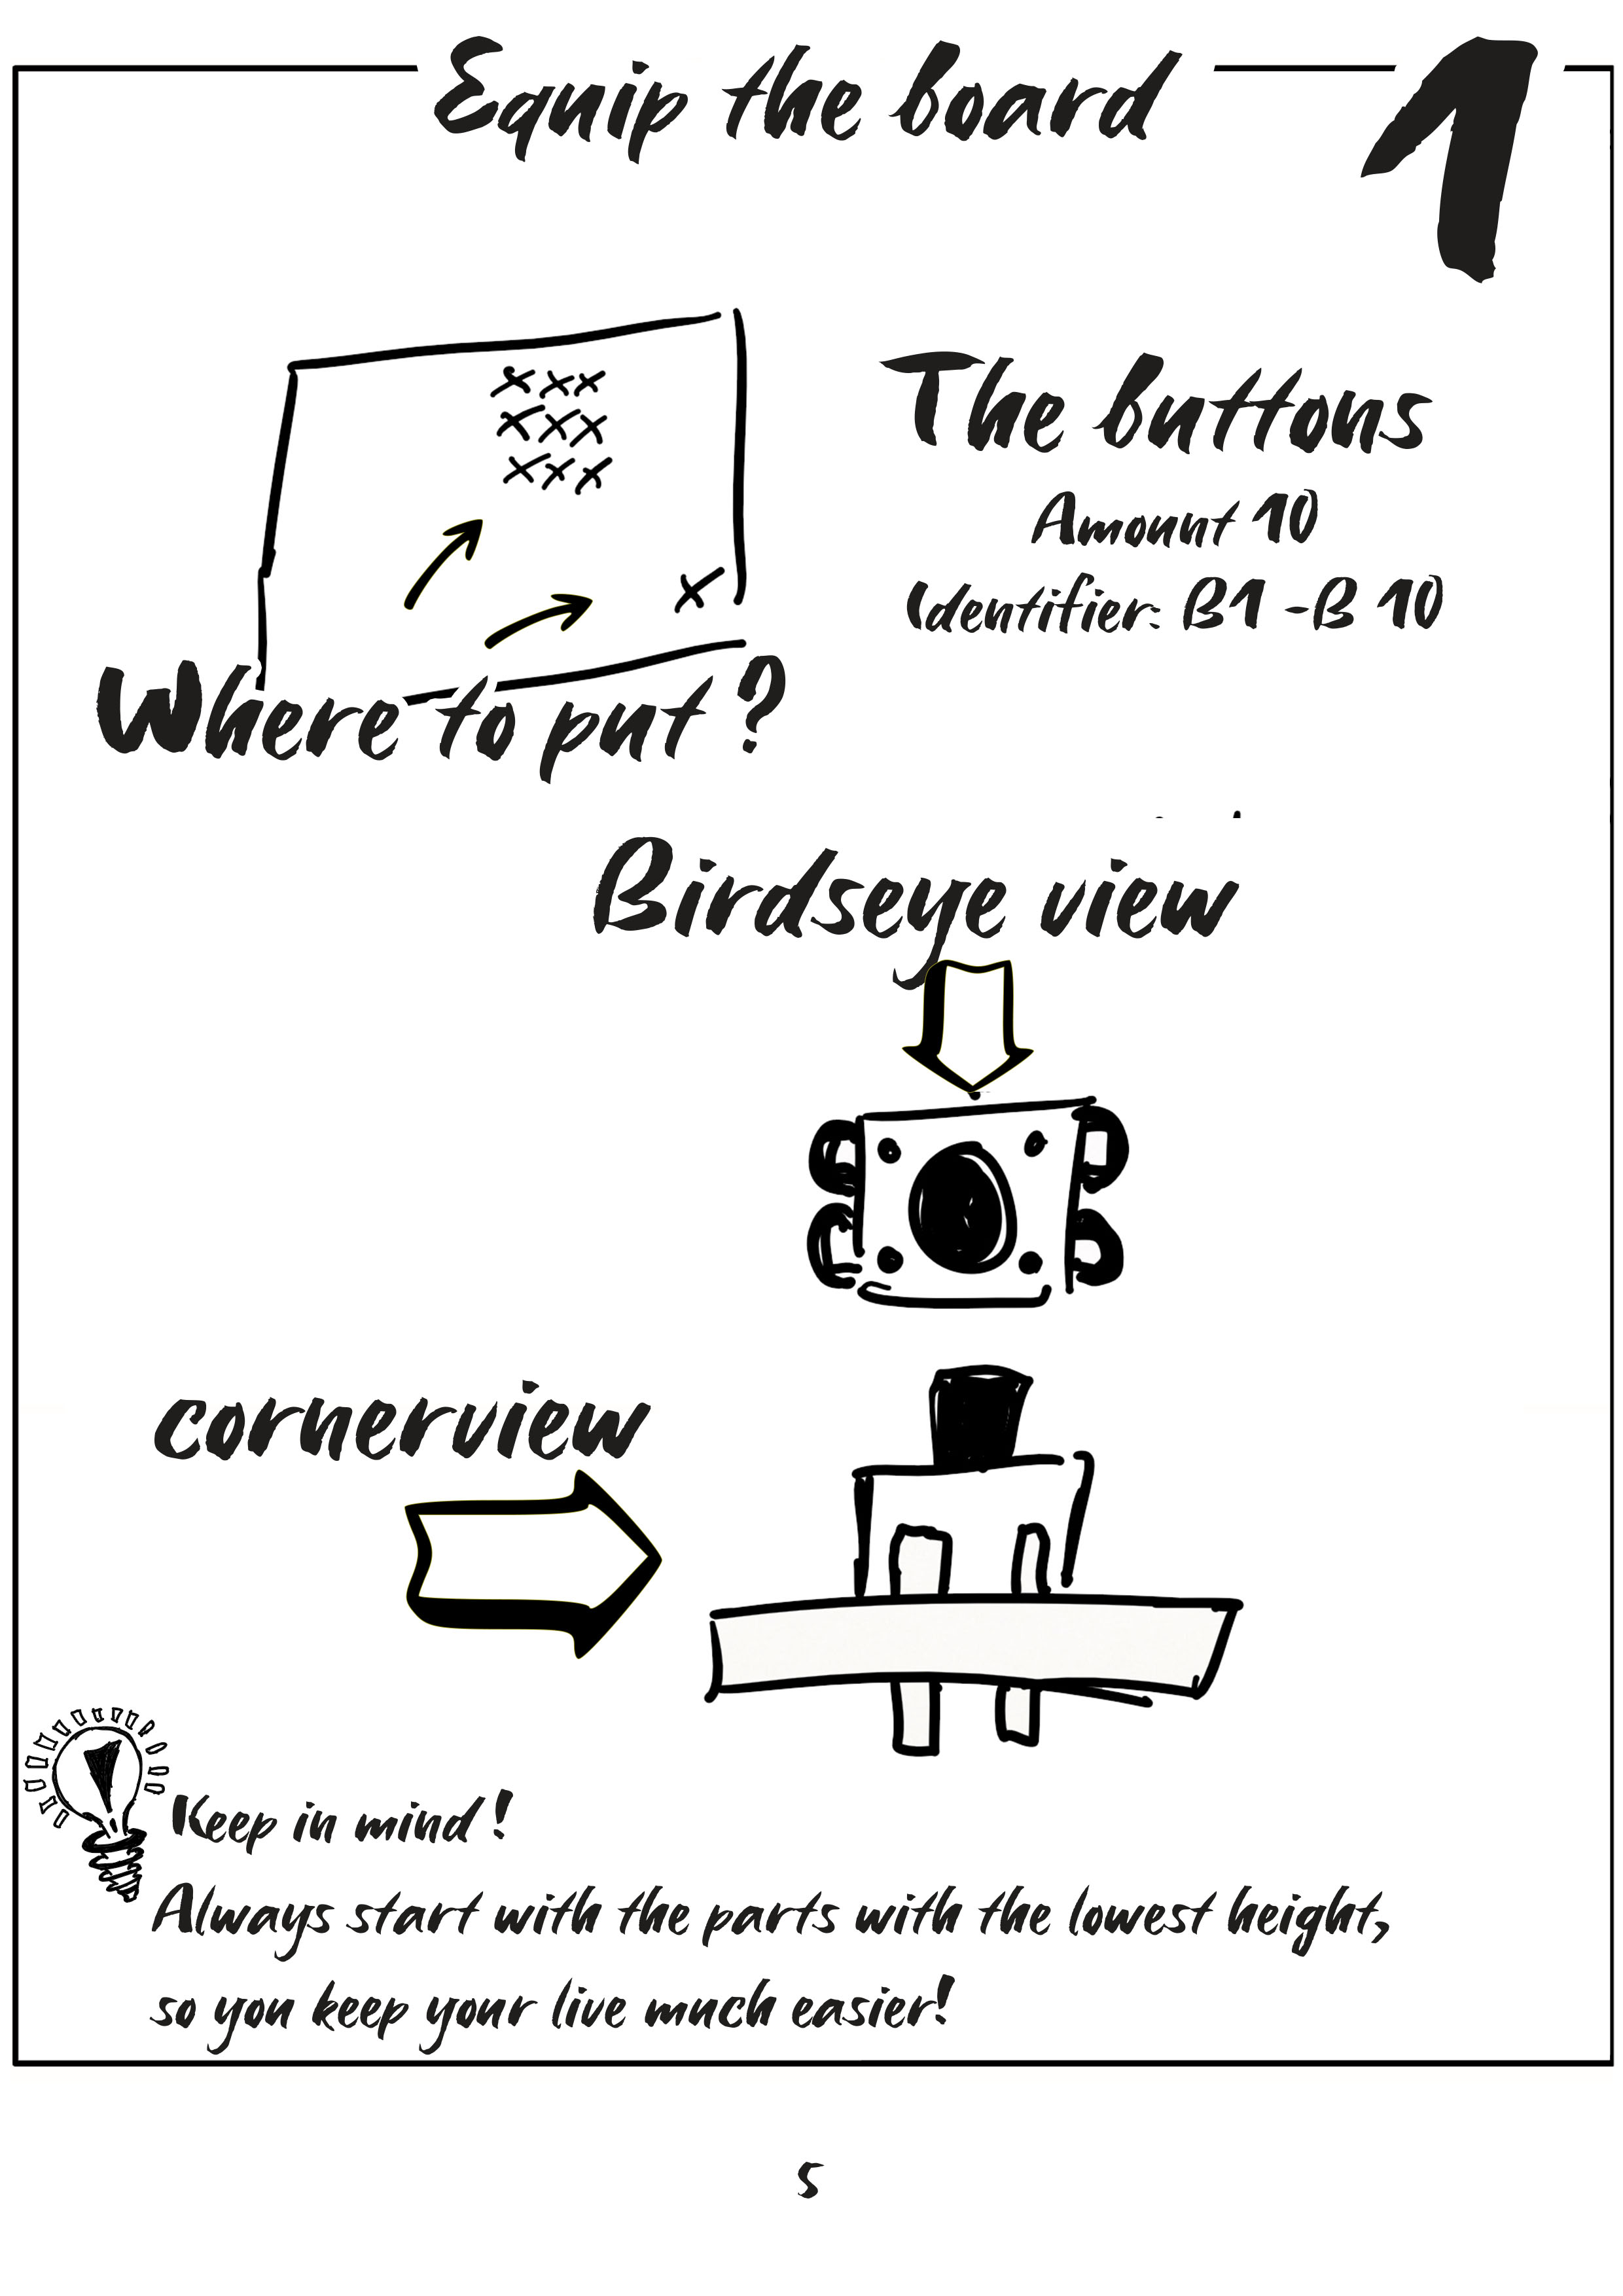 Equip the board
1
The buttons
Amount 10
Identifier: B1 - B 10
Where to put ?
Birdseye view
cornerview
Keep in mind !
Always start with the parts with the lowest height,
so you keep your live much easier!
5